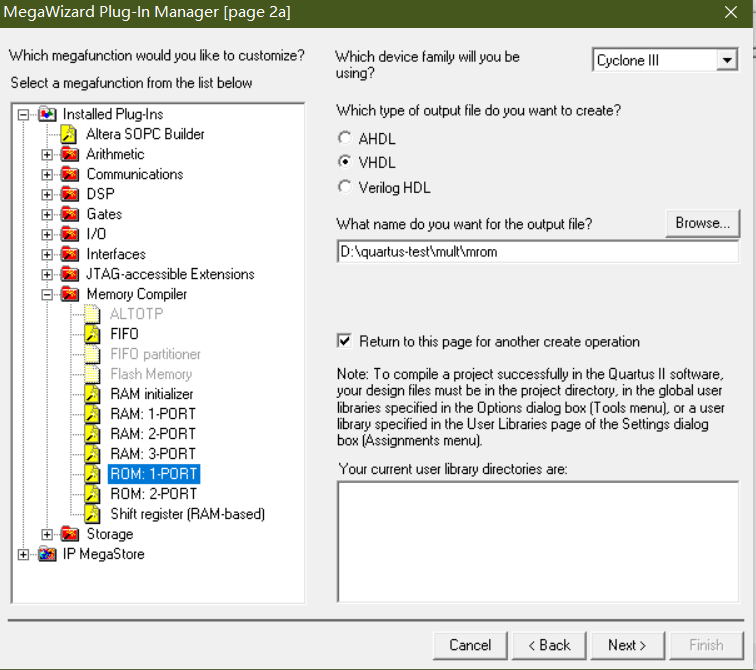 MegaWizard Plug-In Manager [page 2a]
Which megafunction would you like to customize?
Select a megafunction from the list below
Installed Plug-Ins
Altera SOPC Builder
Arithmetic
Communications
DSP
Gates
I/O
Interfaces
JTAG-accessible Extensions
Memory Compiler
ALTOTP
FIFO
FIFO partitioner
Flash Memory
RAM initializer
RAM: 1-PORT
RAM: 2-PORT
RAM: 3-PORT
ROM: 1-PORT
ROM: 2-PORT
Shift register (RAM-based)
Storage
IP MegaStore
Which device family will you be
using?
Cyclone III
Which type of output file do you want to create?
AHDL
VHDL
Verilog HDL
What name do you want for the output file?
Browse...
D:\quartus-test\mult\mrom
Return to this page for another create operation
Note: To compile a project successfully in the Quartus II software,
your design files must be in the project directory, in the global user
libraries specified in the Options dialog box (Tools menu), or a user
library specified in the User Libraries page of the Settings dialog
box (Assignments menu).
Your current user library directories are:
Cancel
< Back
Next >
Finish